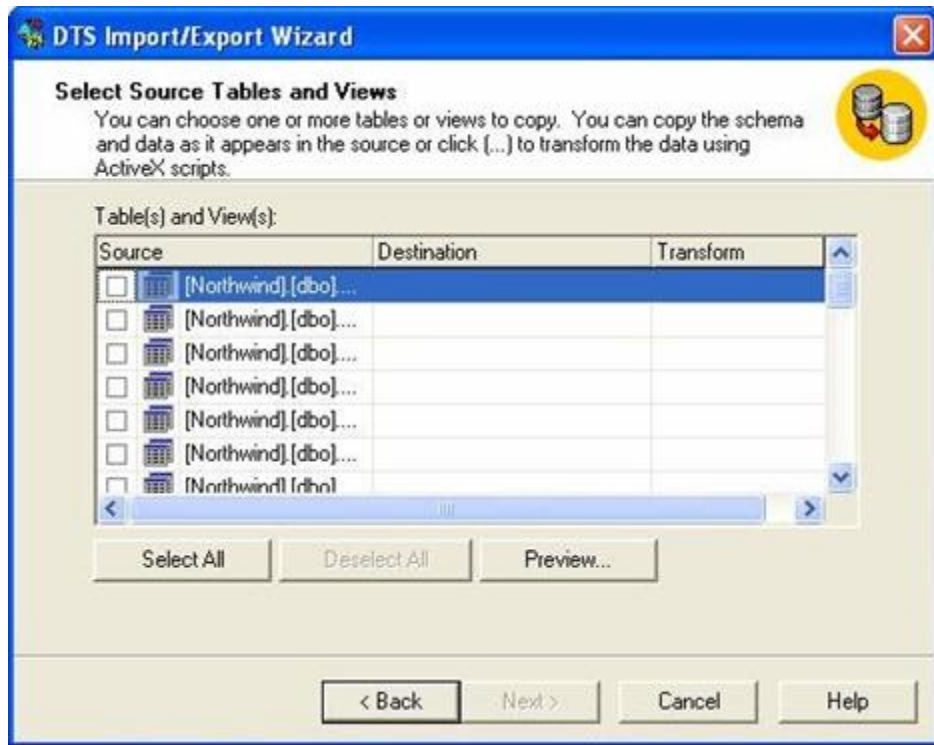 DTS Import/Export Wizard
Select Source Tables and Views
You can choose one or more tables or views to copy. You can copy the schema
and data as it appears in the source or click (...) to transform the data using
ActiveX scripts.
Table(s) and View(s):
Source Destination Transform
[Northwind].[dbo]....
[Northwind].[dbo]....
[Northwind].[dbo]....
[Northwind].[dbo]....
[Northwind].[dbo]....
[Northwind].[dbo]....
[Northwind].[dbo]
Select All Deselect All Preview...
< Back Next > Cancel Help